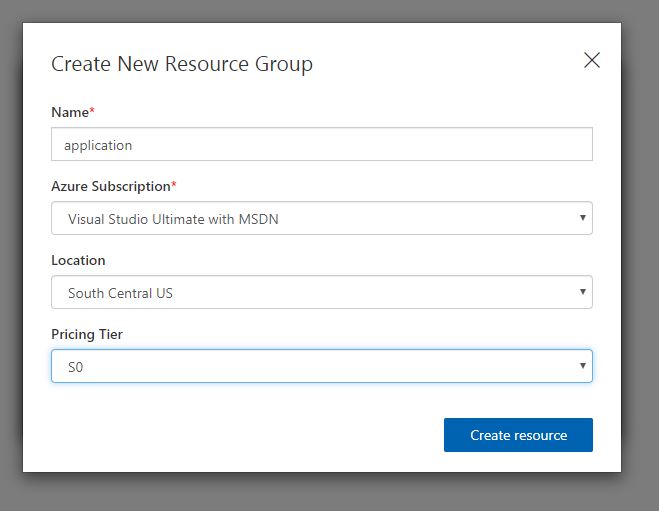 Create New Resource Group
Name*
application
Azure Subscription*
Visual Studio Ultimate with MSDN
Location
South Central US
Pricing Tier
S0
Create resource